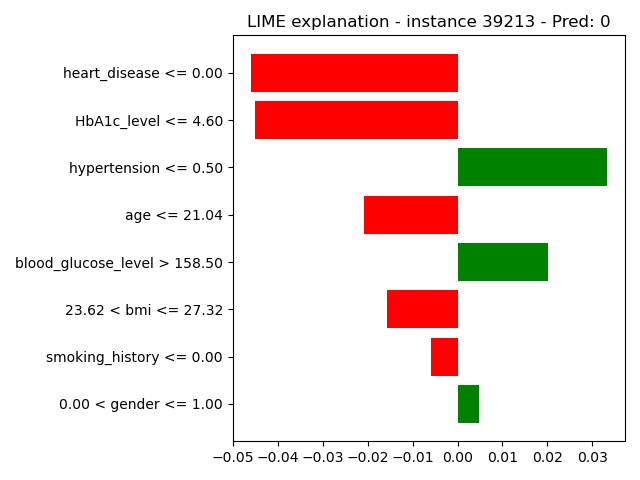 LIME explanation - instance 39213 - Pred: 0
heart_disease <= 0.00
HbA1c_level <= 4.60
hypertension <= 0.50
age <= 21.04
blood_glucose_level > 158.50
23.62 < bmi <= 27.32
smoking_history <= 0.00
0.00 < gender <= 1.00
−0.05 −0.04 −0.03 −0.02 −0.01 0.00 0.01 0.02 0.03